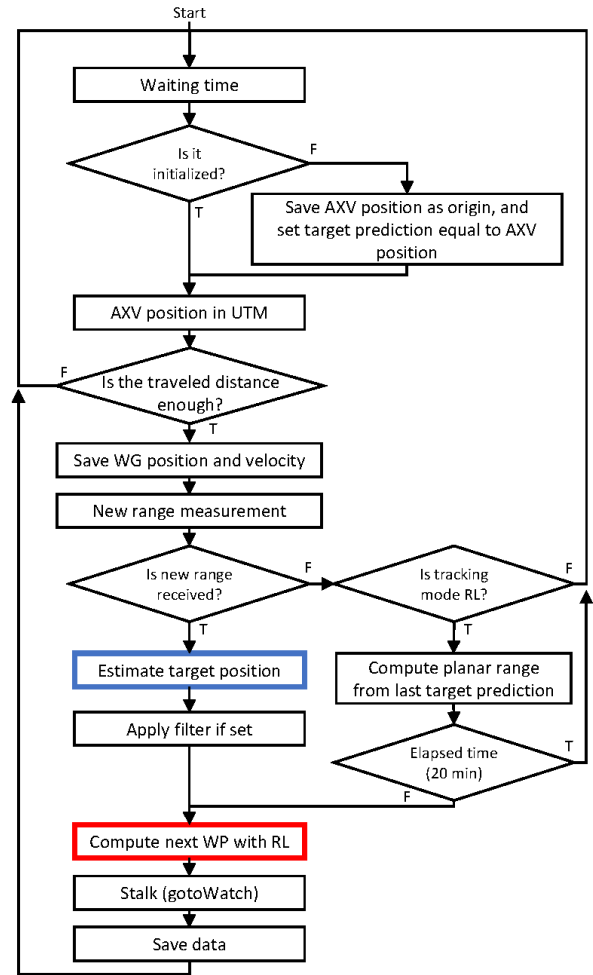 Start
Waiting time
Is it
initialized?
F
T
Save AXV position as origin, and
set target prediction equal to AXV
position
AXV position in UTM
F
Is the traveled distance
enough?
T
Save WG position and velocity
New range measurement
Is new range
received?
F
T
Is tracking
mode RL?
F
T
Estimate target position
Compute planar range
from last target prediction
Apply filter if set
Elapsed time
(20 min)
T
F
Compute next WP with RL
Stalk (gotoWatch)
Save data